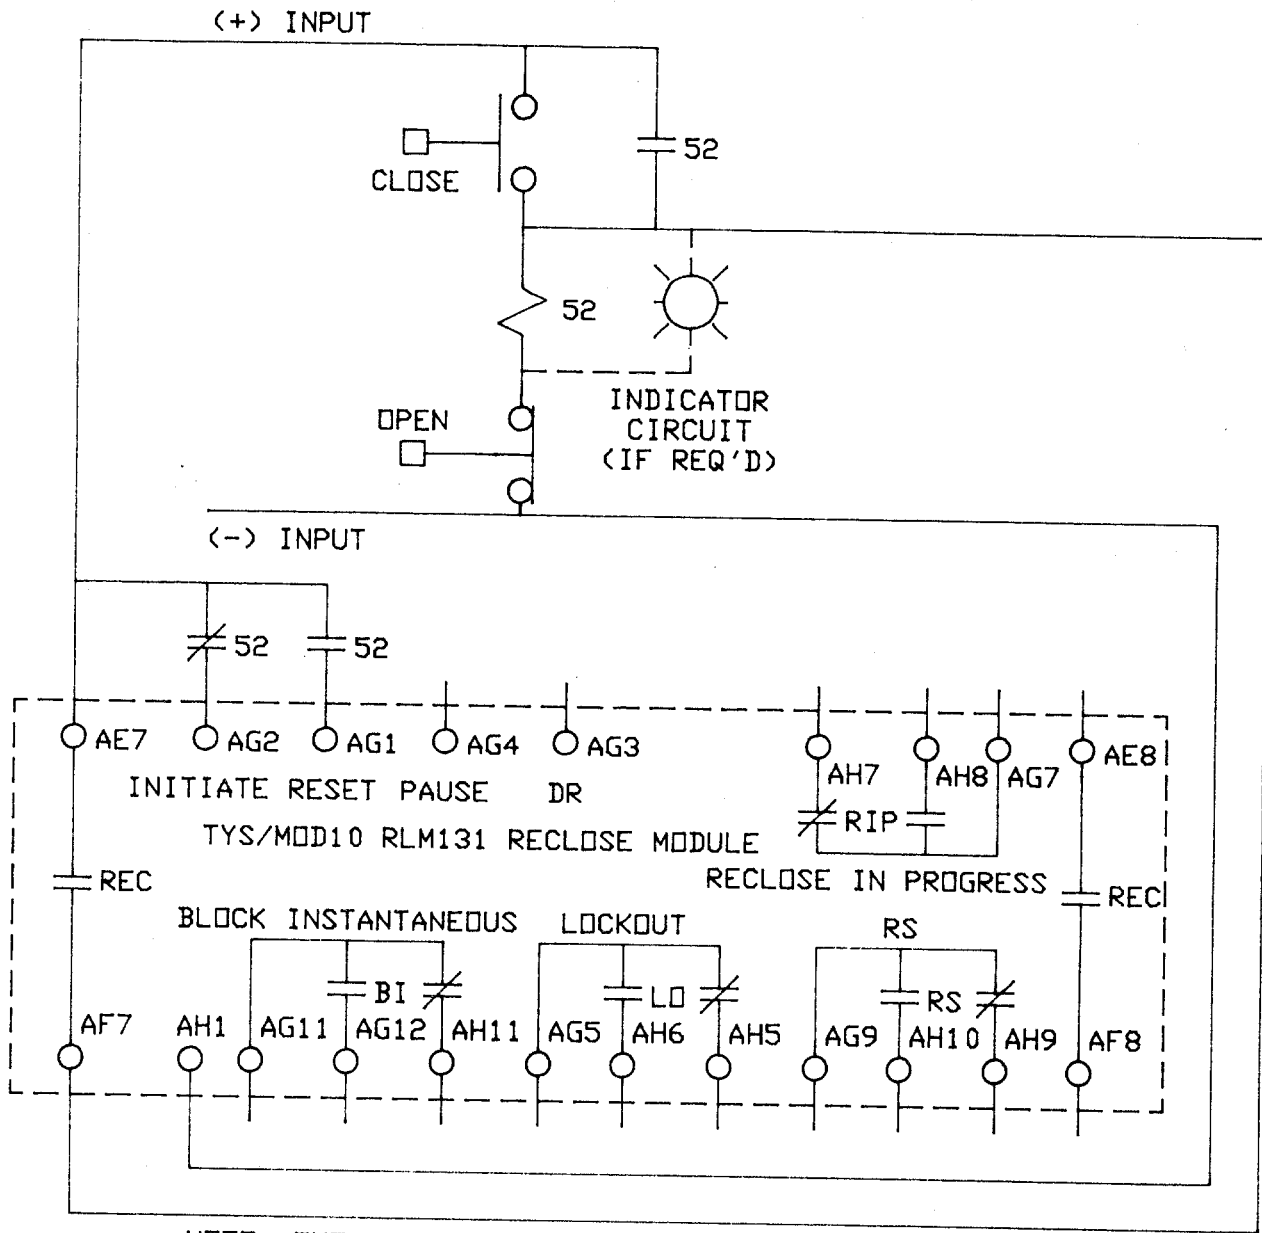 (+) INPUT
52
CLOSE
52
OPEN
INDICATOR
CIRCUIT
(IF REQ'D)
(-) INPUT
52
52
AE7
AG2
AG1
AG4
AG3
AH7
AH8
AG7
AE8
INITIATE RESET PAUSE DR
RIP
TYS/MOD10 RLM131 RECLOSE MODULE
RECLOSE IN PROGRESS
REC
REC
BLOCK INSTANTANEOUS
LOCKOUT
RS
BI
LO
RS
AF7
AH1
AG11
AG12
AH11
AG5
AH6
AH5
AG9
AH10
AH9
AF8